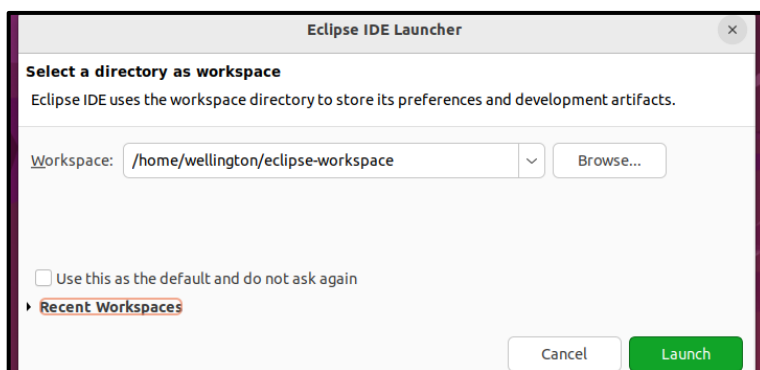 Eclipse IDE Launcher
Select a directory as workspace
Eclipse IDE uses the workspace directory to store its preferences and development artifacts.
Workspace: /home/wellington/eclipse-workspace Browse...
Use this as the default and do not ask again
Recent Workspaces
Cancel Launch